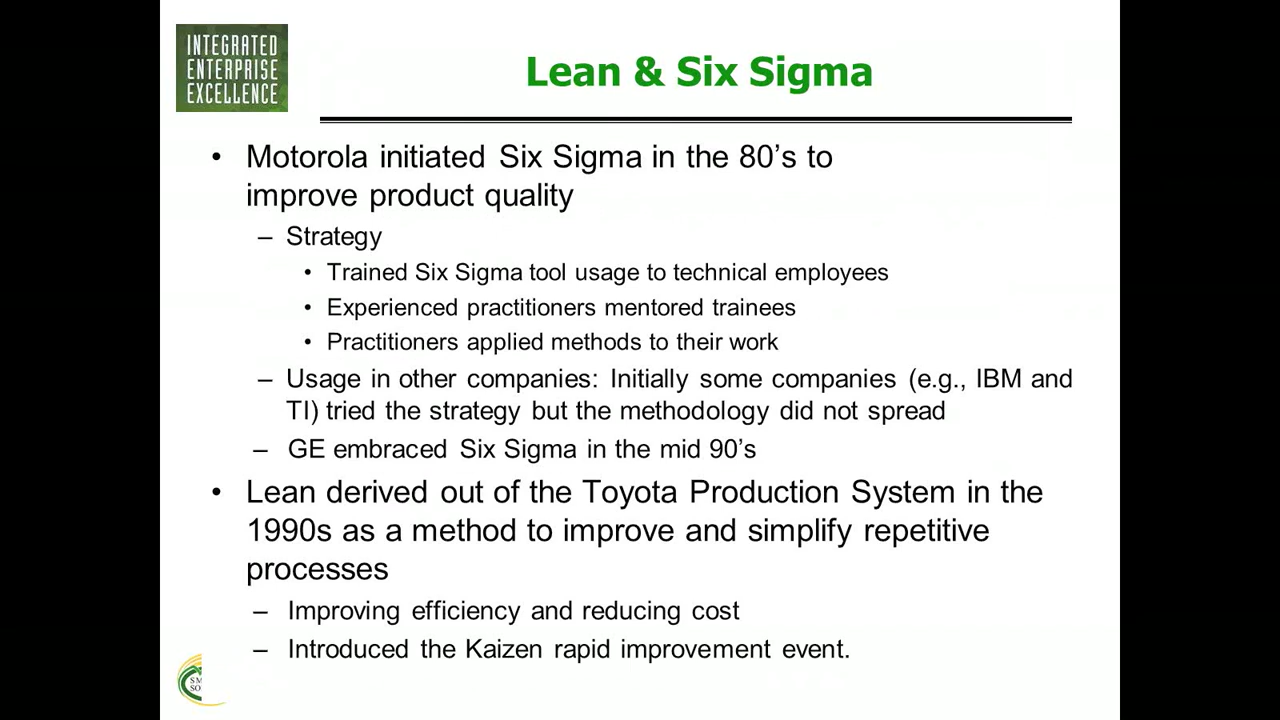 INTEGRATED
ENTERPRISE
EXCELLENCE
Lean & Six Sigma
• Motorola initiated Six Sigma in the 80’s to
improve product quality
– Strategy
• Trained Six Sigma tool usage to technical employees
• Experienced practitioners mentored trainees
• Practitioners applied methods to their work
– Usage in other companies: Initially some companies (e.g., IBM and
TI) tried the strategy but the methodology did not spread
– GE embraced Six Sigma in the mid 90’s
• Lean derived out of the Toyota Production System in the
1990s as a method to improve and simplify repetitive
processes
– Improving efficiency and reducing cost
– Introduced the Kaizen rapid improvement event.